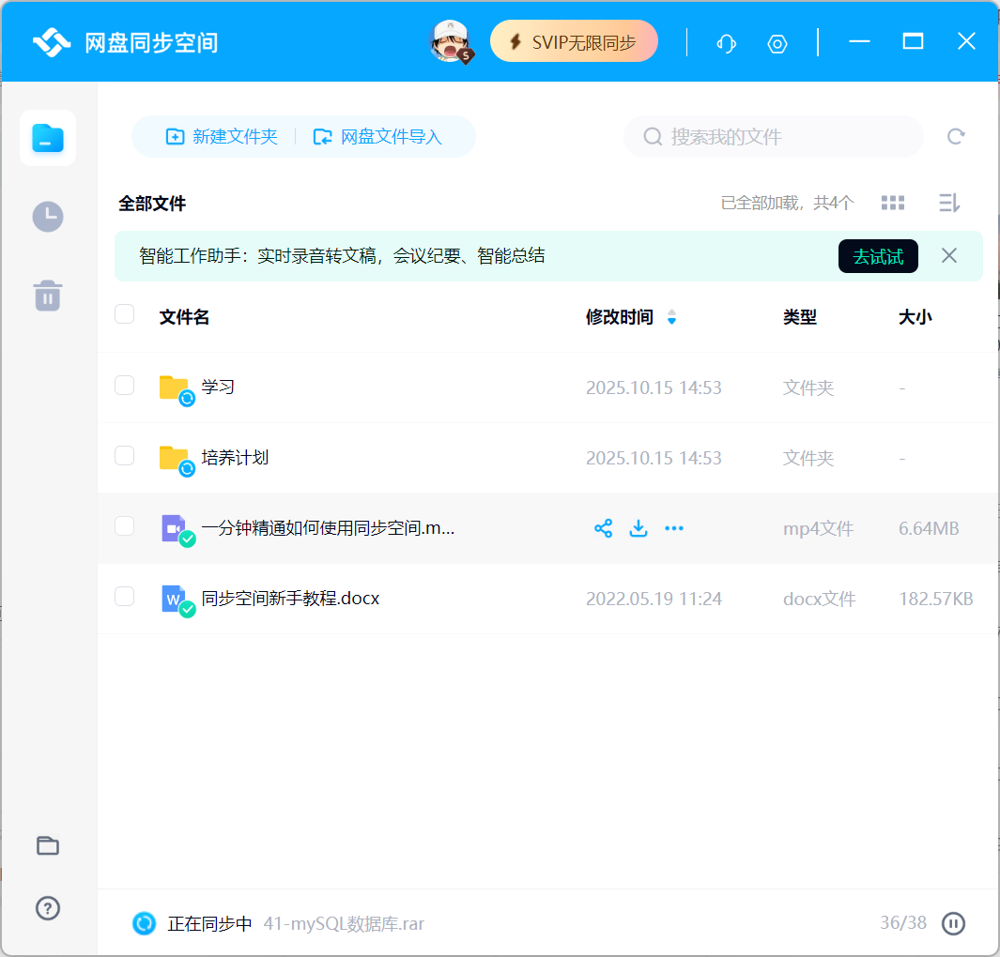 网盘同步空间
S
SVIP无限同步
新建文件夹
网盘文件导入
搜索我的文件
全部文件
已全部加载，共4个
智能工作助手：实时录音转文稿，会议纪要、智能总结
去试试
文件名 修改时间 类型 大小
学习 2025.10.15 14:53 文件夹 -
培养计划 2025.10.15 14:53 文件夹 -
一分钟精通如何使用同步空间.m... mp4文件 6.64MB
W 同步空间新手教程.docx 2022.05.19 11:24 docx文件 182.57KB
正在同步中 41-mySQL数据库.rar 36/38